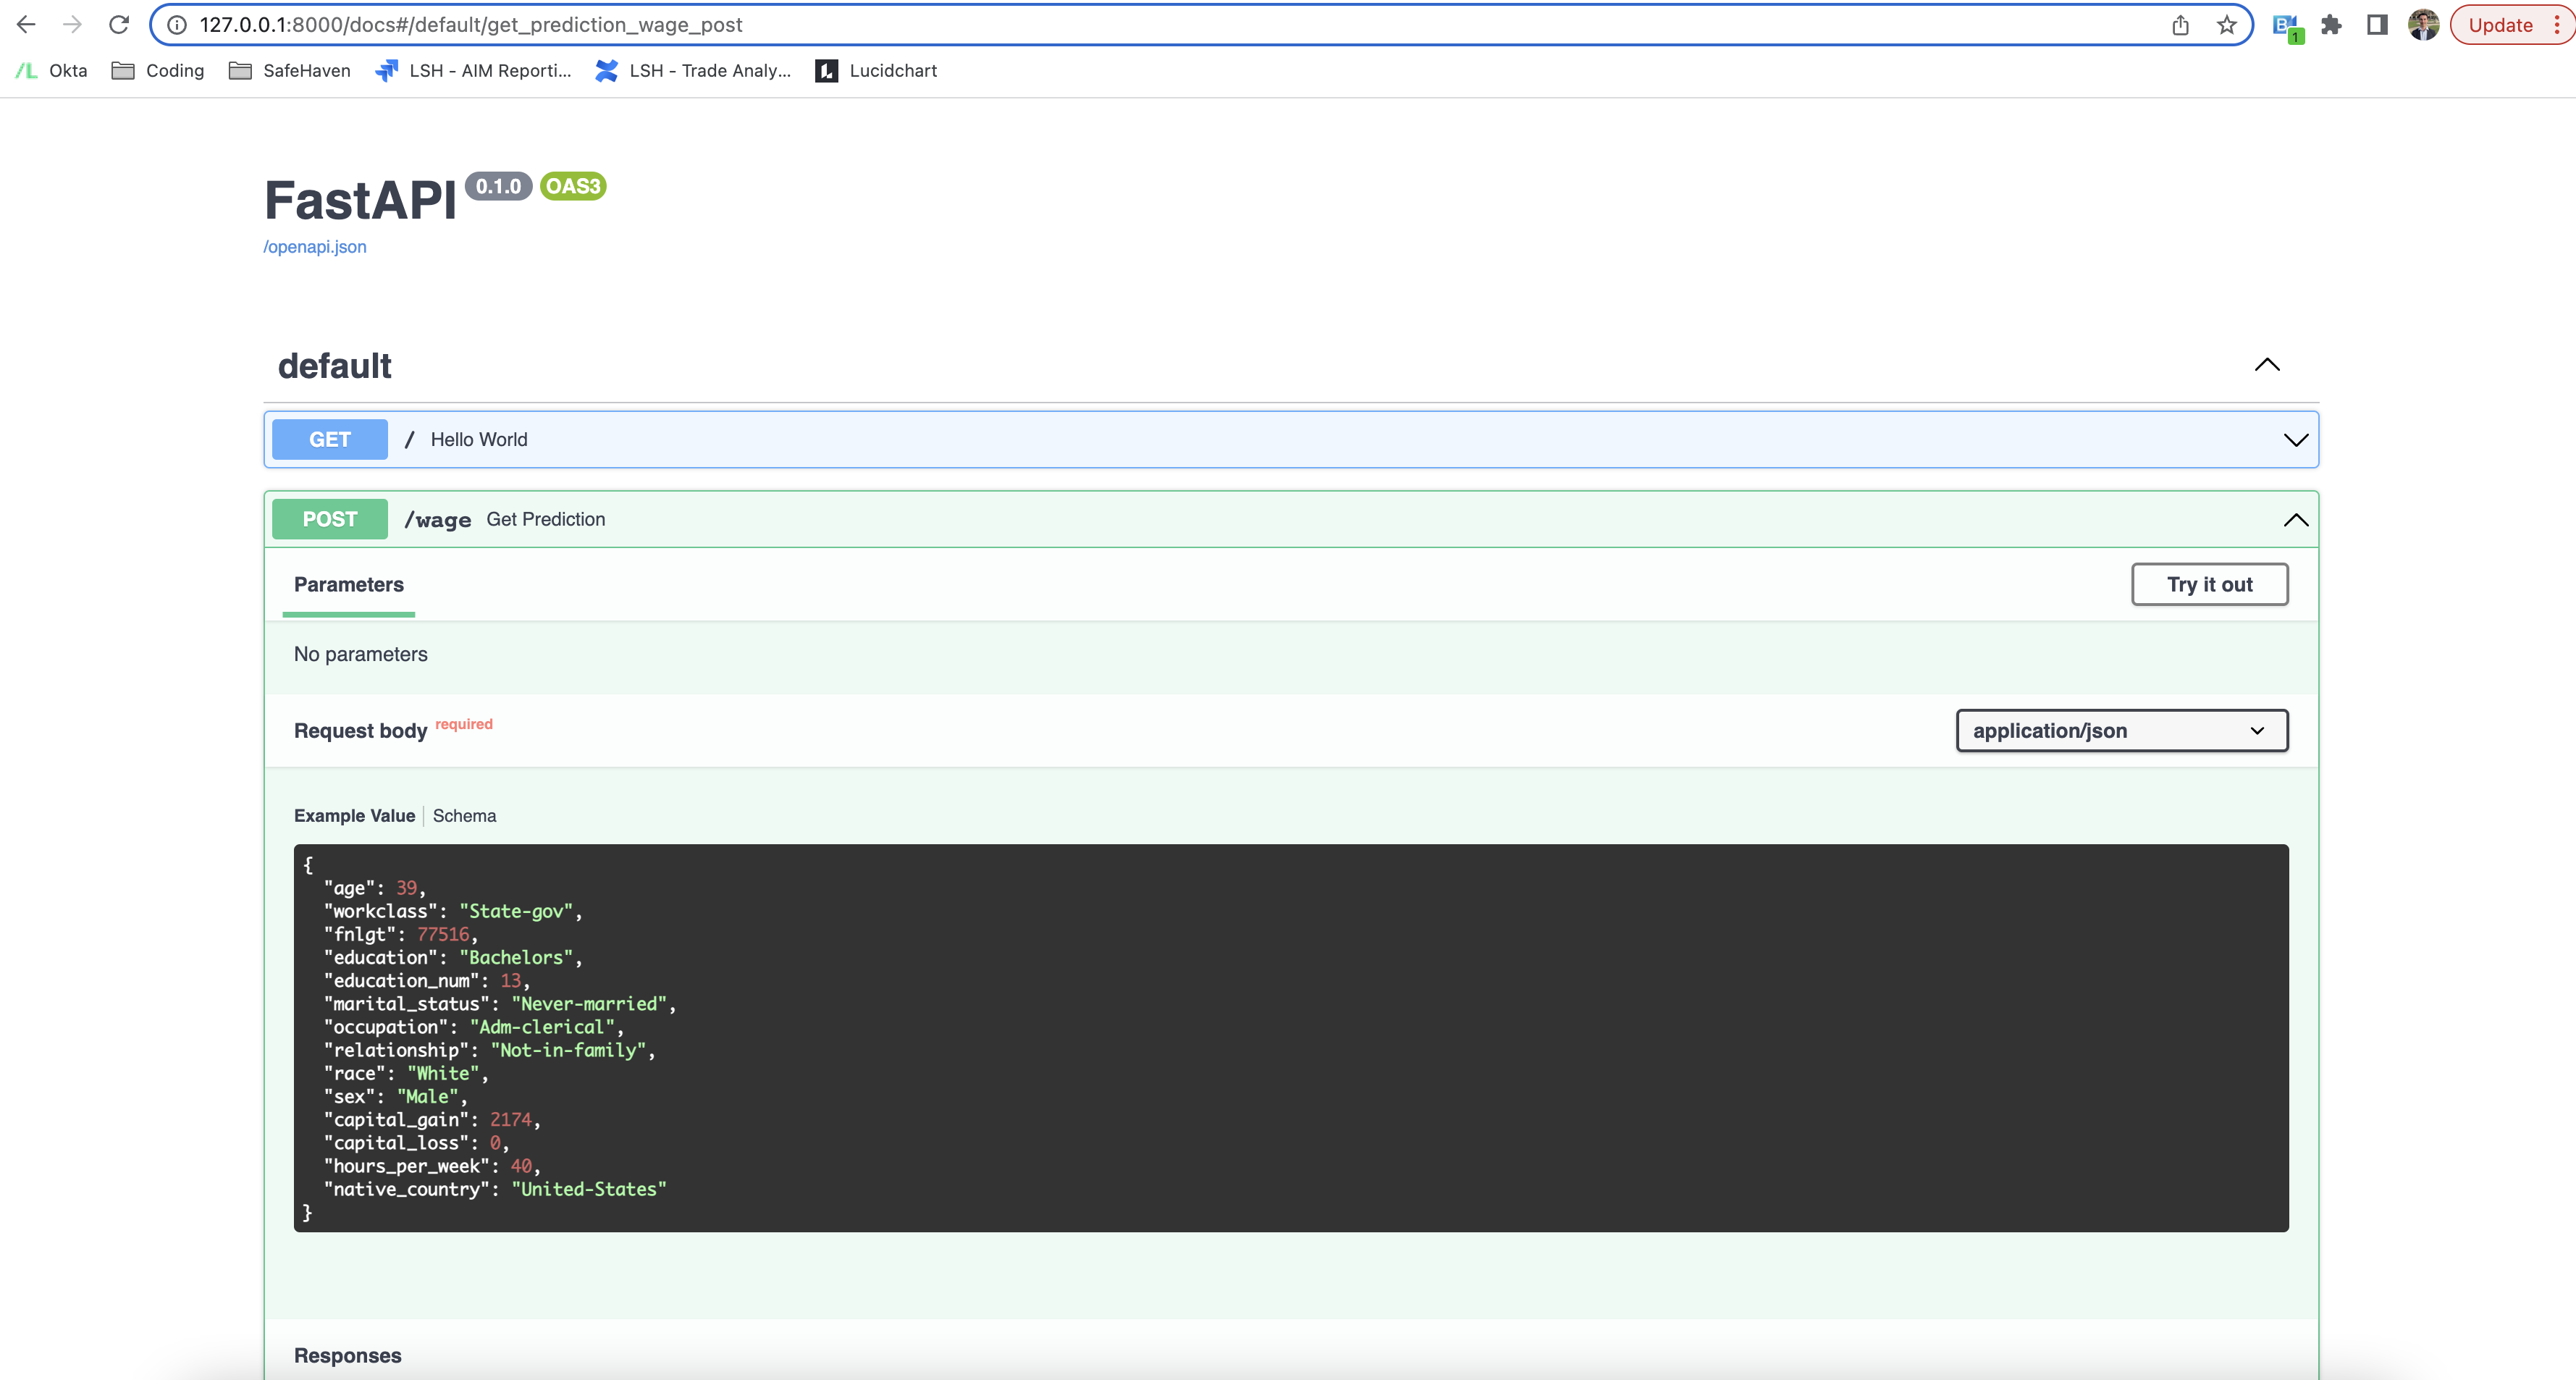 127.0.0.1:8000/docs#/default/get_prediction_wage_post
1
Update
Okta
Coding
SafeHaven
LSH - AIM Reporti...
LSH - Trade Analy...
Lucidchart
FastAPI 0.1.0 OAS3
/openapi.json
default
GET / Hello World
POST /wage Get Prediction
Parameters
Try it out
No parameters
Request body required
application/json
Example Value Schema
{
"age": 39,
"workclass": "State-gov",
"fnlgt": 77516,
"education": "Bachelors",
"education_num": 13,
"marital_status": "Never-married",
"occupation": "Adm-clerical",
"relationship": "Not-in-family",
"race": "White",
"sex": "Male",
"capital_gain": 2174,
"capital_loss": 0,
"hours_per_week": 40,
"native_country": "United-States"
}
Responses